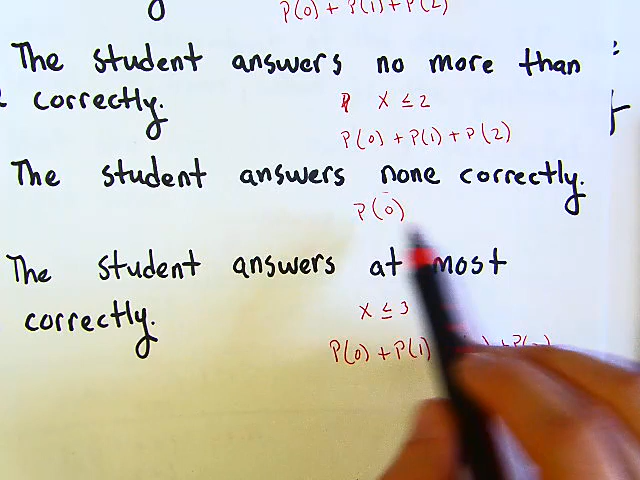 P(0) + P(1) + P(2)
The student answers no more than
correctly.
X ≤ 2
P(0) + P(1) + P(2)
The student answers none correctly.
P(0)
The student answers at most
correctly.
X ≤ 3
P(0) + P(1)